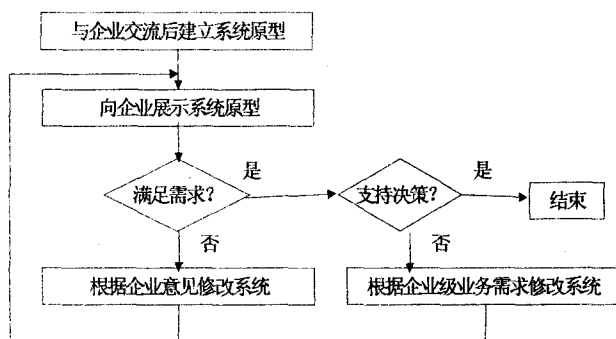 与企业交流后建立系统原型
向企业展示系统原型
满足需求?
是
支持决策?
是
结束
否
否
根据企业意见修改系统
根据企业级业务需求修改系统